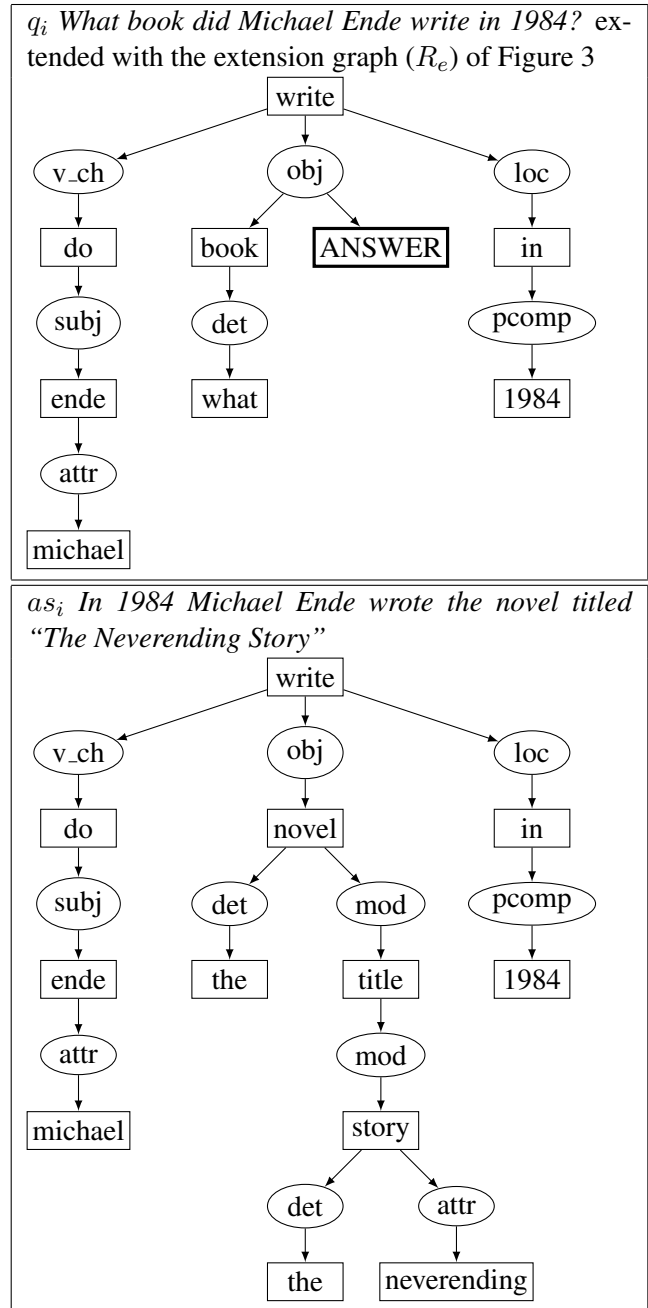 q_i What book did Michael Ende write in 1984? ex-
tended with the extension graph (R_e) of Figure 3
write
v_ch obj loc
do book ANSWER in
subj det pcomp
ende what 1984
attr
michael
as_i In 1984 Michael Ende wrote the novel titled
“The Neverending Story”
write
v_ch obj loc
do novel in
subj det mod pcomp
ende the title 1984
attr mod
michael story
det attr
the neverending